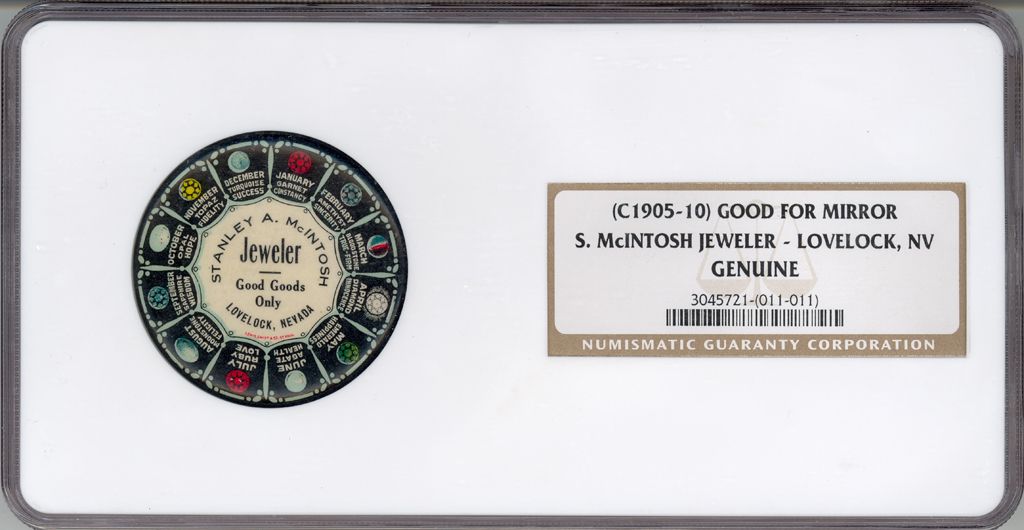 STANLEY A. McINTOSH
Jeweler
Good Goods
Only
LOVELOCK, NEVADA
JANUARY
GARNET
CONSTANCY
FEBRUARY
AMETHYST
SINCERITY
MARCH
BLOODSTONE
APRIL
DIAMOND
INNOCENCE
MAY
EMERALD
HAPPINESS
JUNE
AGATE
HEALTH
JULY
RUBY
LOVE
AUGUST
MOONSTONE
FELICITY
SEPTEMBER
SAPPHIRE
WISDOM
OCTOBER
OPAL
HOPE
NOVEMBER
TOPAZ
FIDELITY
DECEMBER
TURQUOISE
SUCCESS
(C1905-10) GOOD FOR MIRROR
S. McINTOSH JEWELER - LOVELOCK, NV
GENUINE
3045721-(011-011)
NUMISMATIC GUARANTY CORPORATION